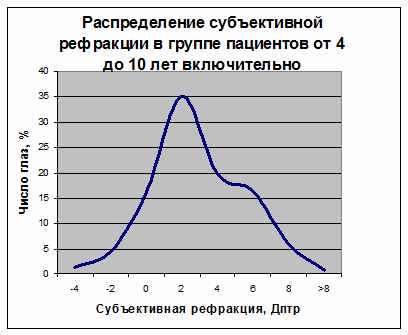 Распределение субъективной
рефракции в группе пациентов от 4
до 10 лет включительно
40
35
30
25
20
15
10
5
0
Число глаз, %
-4 -2 0 2 4 6 8 >8
Субъективная рефракция, Дптр